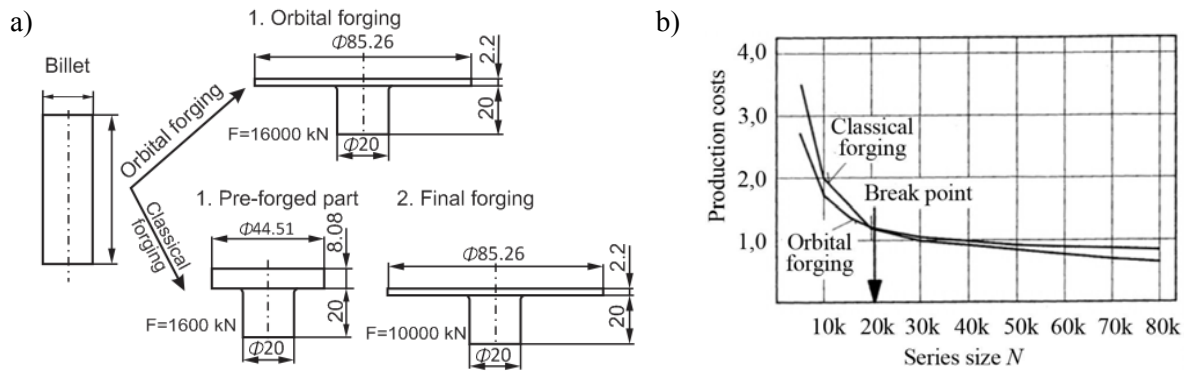 a)
Billet
Orbital forging
Classical
forging
1. Orbital forging
Φ85.26
2.2
20
F=16000 kN
Φ20
1. Pre-forged part
Φ44.51
8.08
20
F=1600 kN
Φ20
2. Final forging
Φ85.26
2.2
20
F=10000 kN
Φ20
b)
Production costs
4,0
3,0
2,0
1,0
Classical
forging
Break point
Orbital
forging
10k 20k 30k 40k 50k 60k 70k 80k
Series size N